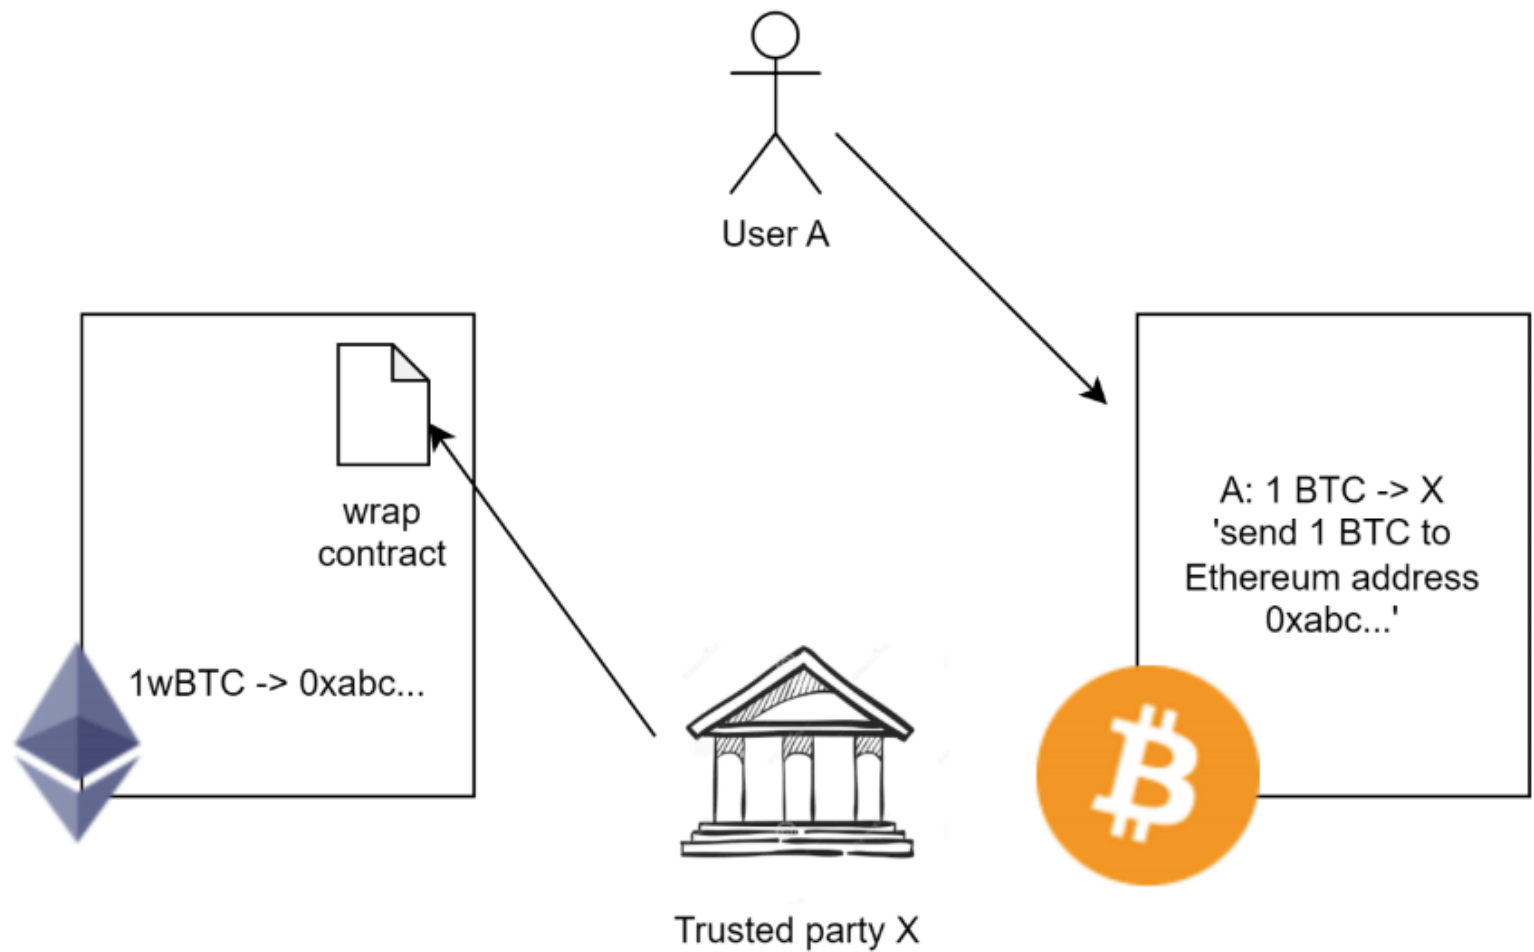 User A
wrap
contract
1wBTC -> 0xabc...
A: 1 BTC -> X
'send 1 BTC to
Ethereum address
0xabc...'
Trusted party X